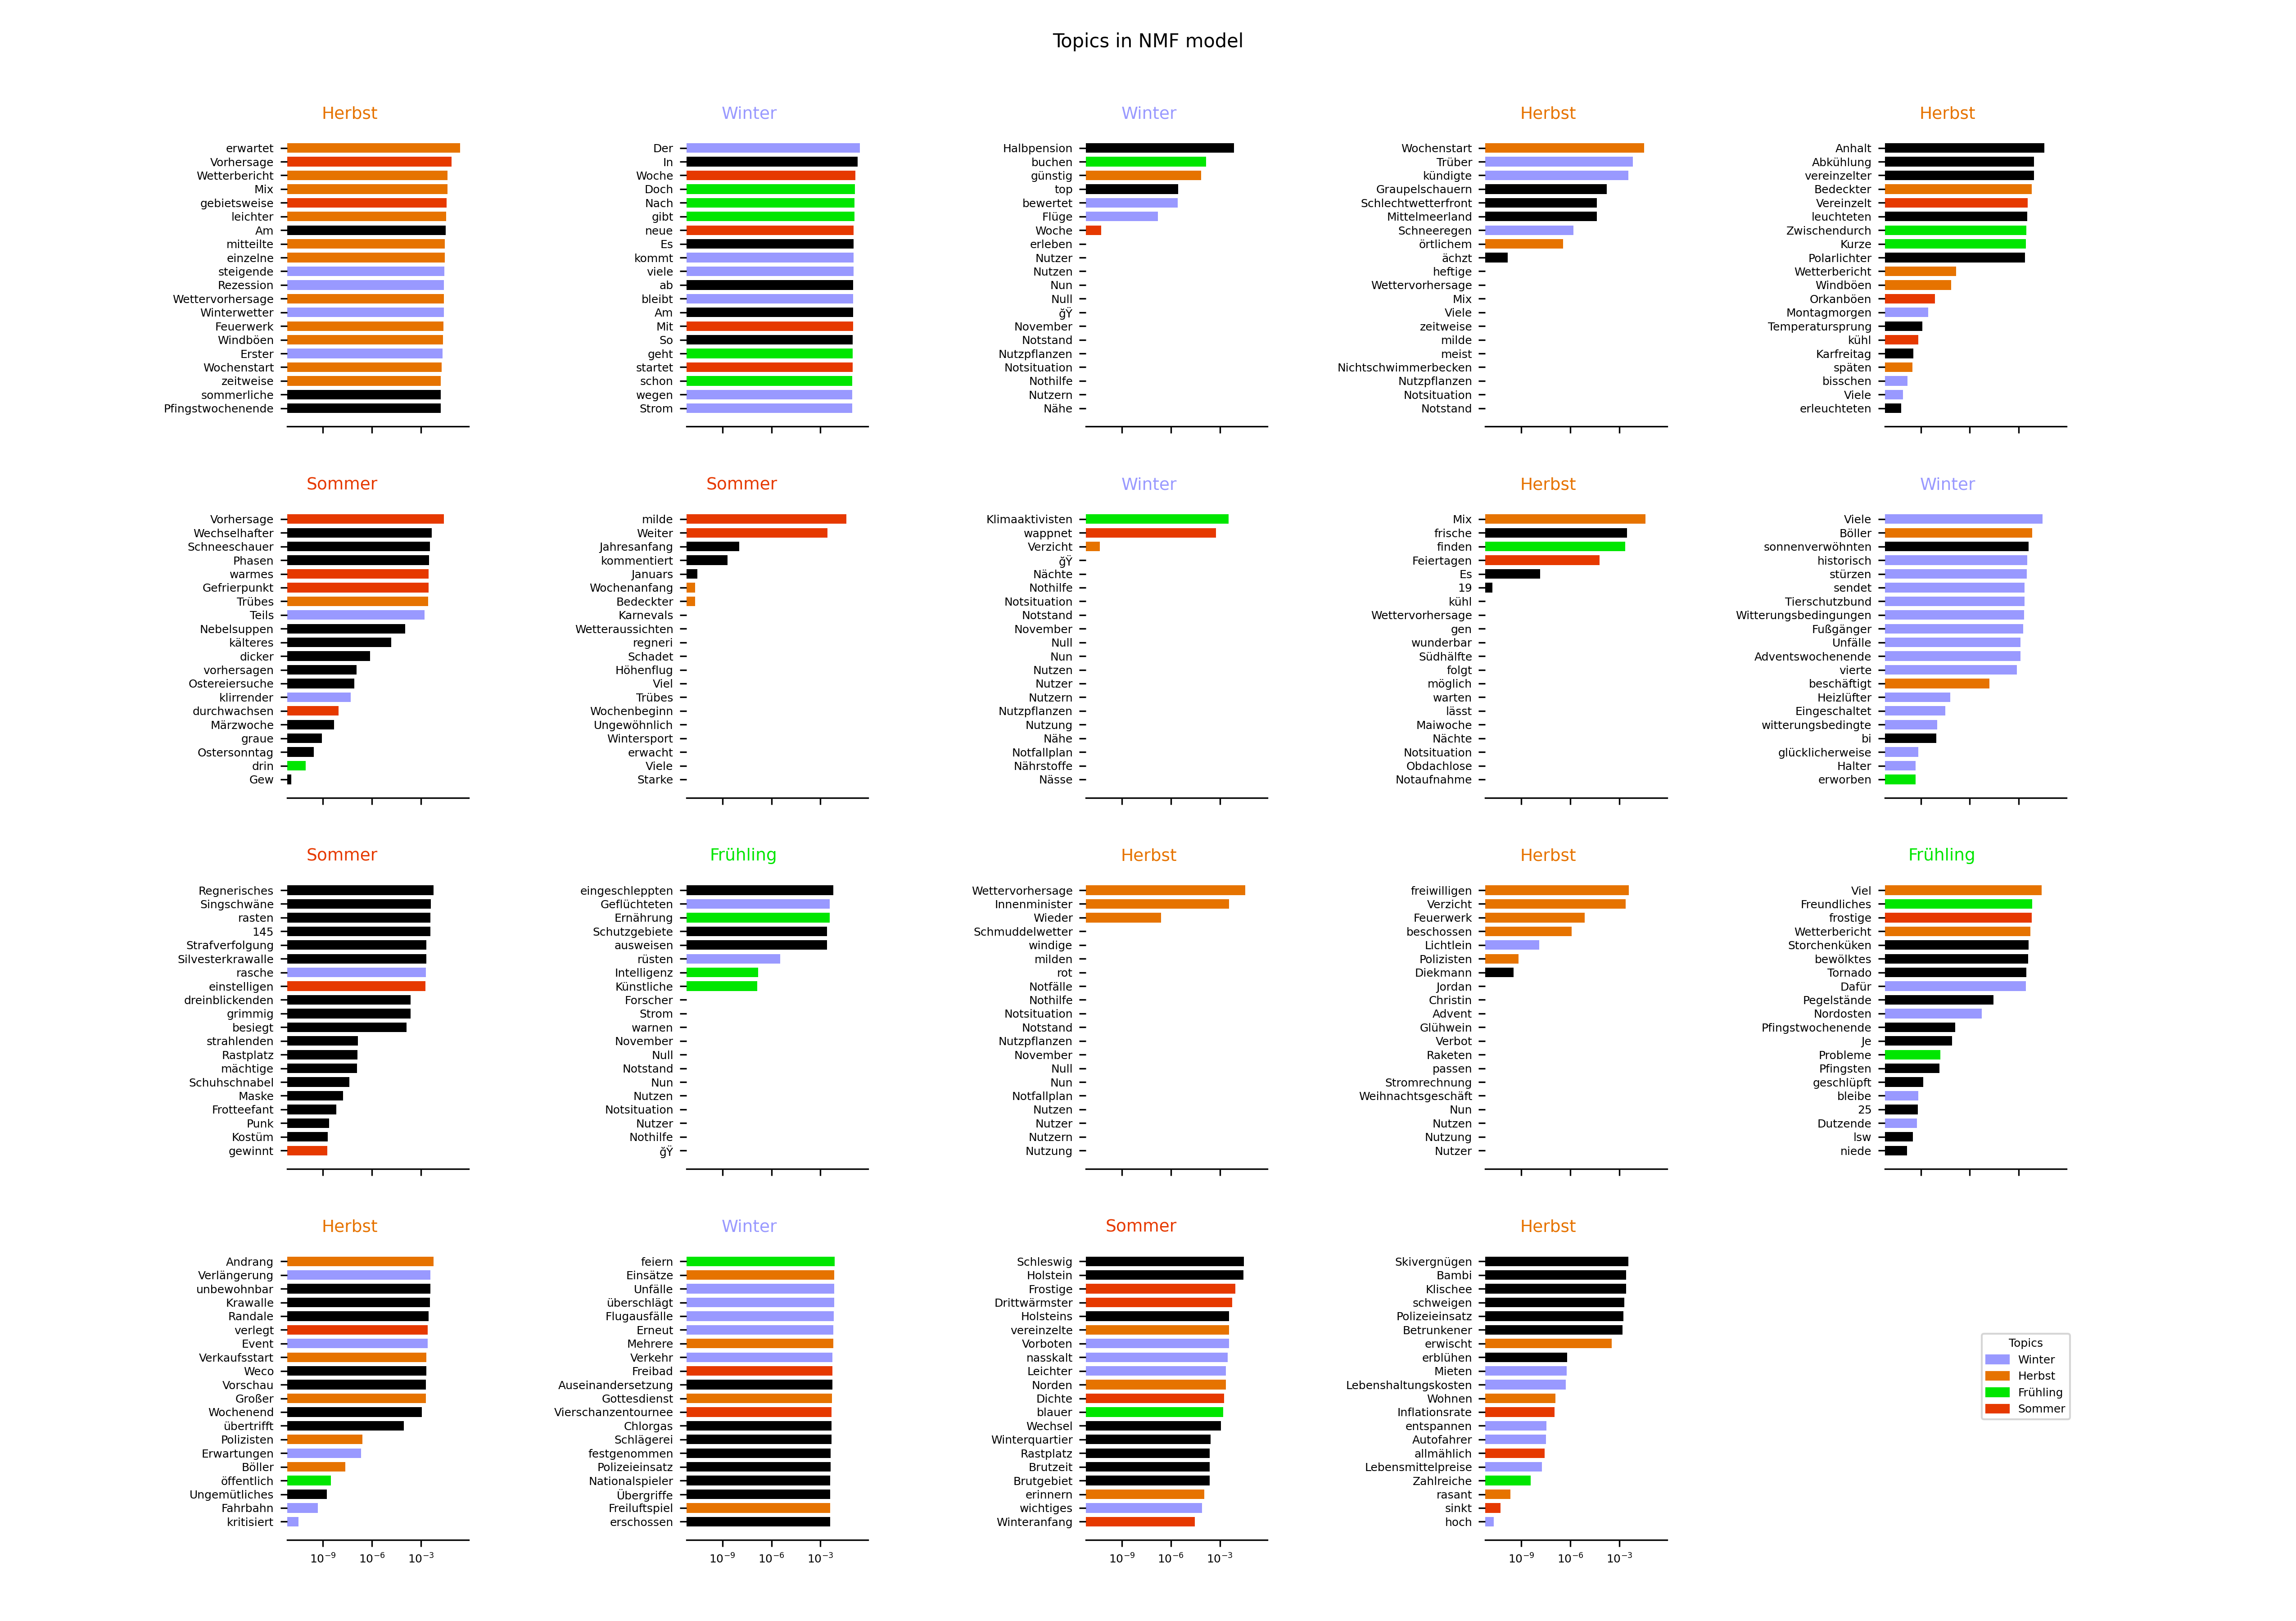 Topics in NMF model
Herbst
erwartet
Vorhersage
Wetterbericht
Mix
gebietsweise
leichter
Am
mitteilte
einzelne
steigende
Rezession
Wettervorhersage
Winterwetter
Feuerwerk
Windböen
Erster
Wochenstart
zeitweise
sommerliche
Pfingstwochenende
Winter
Der
In
Woche
Doch
Nach
gibt
neue
Es
kommt
viele
ab
bleibt
Am
Mit
So
geht
startet
schon
wegen
Strom
Winter
Halbpension
buchen
günstig
top
bewertet
Flüge
Woche
erleben
Nutzer
Nutzen
Nun
Null
ğŸ
November
Notstand
Nutzpflanzen
Notsituation
Nothilfe
Nutzern
Nähe
Herbst
Wochenstart
Trüber
kündigte
Graupelschauern
Schlechtwetterfront
Mittelmeerland
Schneeregen
örtlichem
ächzt
heftige
Wettervorhersage
Mix
Viele
zeitweise
milde
meist
Nichtschwimmerbecken
Nutzpflanzen
Notsituation
Notstand
Herbst
Anhalt
Abkühlung
vereinzelter
Bedeckter
Vereinzelt
leuchteten
Zwischendurch
Kurze
Polarlichter
Wetterbericht
Windböen
Orkanböen
Montagmorgen
Temperatursprung
kühl
Karfreitag
späten
bisschen
Viele
erleuchteten
Sommer
Vorhersage
Wechselhafter
Schneeschauer
Phasen
warmes
Gefrierpunkt
Trübes
Teils
Nebelsuppen
kälteres
dicker
vorhersagen
Ostereiersuche
klirrender
durchwachsen
Märzwoche
graue
Ostersonntag
drin
Gew
Sommer
milde
Weiter
Jahresanfang
kommentiert
Januars
Wochenanfang
Bedeckter
Karnevals
Wetteraussichten
regneri
Schadet
Höhenflug
Viel
Trübes
Wochenbeginn
Ungewöhnlich
Wintersport
erwacht
Viele
Starke
Winter
Klimaaktivisten
wappnet
Verzicht
ğŸ
Nächte
Nothilfe
Notsituation
Notstand
November
Null
Nun
Nutzen
Nutzer
Nutzern
Nutzpflanzen
Nutzung
Nähe
Notfallplan
Nährstoffe
Nässe
Herbst
Mix
frische
finden
Feiertagen
Es
19
kühl
Wettervorhersage
gen
wunderbar
Südhälfte
folgt
möglich
warten
lässt
Maiwoche
Nächte
Notsituation
Obdachlose
Notaufnahme
Winter
Viele
Böller
sonnenverwöhnten
historisch
stürzen
sendet
Tierschutzbund
Witterungsbedingungen
Fußgänger
Unfälle
Adventswochenende
vierte
beschäftigt
Heizlüfter
Eingeschaltet
witterungsbedingte
bi
glücklicherweise
Halter
erworben
Sommer
Regnerisches
Singschwäne
rasten
145
Strafverfolgung
Silvesterkrawalle
rasche
einstelligen
dreinblickenden
grimmig
besiegt
strahlenden
Rastplatz
mächtige
Schuhschnabel
Maske
Frotteefant
Punk
Kostüm
gewinnt
Frühling
eingeschleppten
Geflüchteten
Ernährung
Schutzgebiete
ausweisen
rüsten
Intelligenz
Künstliche
Forscher
Strom
warnen
November
Null
Notstand
Nun
Nutzen
Notsituation
Nutzer
Nothilfe
ğŸ
Herbst
Wettervorhersage
Innenminister
Wieder
Schmuddelwetter
windige
milden
rot
Notfälle
Nothilfe
Notsituation
Notstand
Nutzpflanzen
November
Null
Nun
Notfallplan
Nutzen
Nutzer
Nutzern
Nutzung
Herbst
freiwilligen
Verzicht
Feuerwerk
beschossen
Lichtlein
Polizisten
Diekmann
Jordan
Christin
Advent
Glühwein
Verbot
Raketen
passen
Stromrechnung
Weihnachtsgeschäft
Nun
Nutzen
Nutzung
Nutzer
Frühling
Viel
Freundliches
frostige
Wetterbericht
Storchenküken
bewölktes
Tornado
Dafür
Pegelstände
Nordosten
Pfingstwochenende
Je
Probleme
Pfingsten
geschlüpft
bleibe
25
Dutzende
lsw
niede
Herbst
Andrang
Verlängerung
unbewohnbar
Krawalle
Randale
verlegt
Event
Verkaufsstart
Weco
Vorschau
Großer
Wochenend
übertrifft
Polizisten
Erwartungen
Böller
öffentlich
Ungemütliches
Fahrbahn
kritisiert
10⁻⁹ 10⁻⁶ 10⁻³
Winter
feiern
Einsätze
Unfälle
überschlägt
Flugausfälle
Erneut
Mehrere
Verkehr
Freibad
Auseinandersetzung
Gottesdienst
Vierschanzentournee
Chlorgas
Schlägerei
festgenommen
Polizeieinsatz
Nationalspieler
Übergriffe
Freiluftspiel
erschossen
10⁻⁹ 10⁻⁶ 10⁻³
Sommer
Schleswig
Holstein
Frostige
Drittwärmster
Holsteins
vereinzelte
Vorboten
nasskalt
Leichter
Norden
Dichte
blauer
Wechsel
Winterquartier
Rastplatz
Brutzeit
Brutgebiet
erinnern
wichtiges
Winteranfang
10⁻⁹ 10⁻⁶ 10⁻³
Herbst
Skivergnügen
Bambi
Klischee
schweigen
Polizeieinsatz
Betrunkener
erwischt
erblühen
Mieten
Lebenshaltungskosten
Wohnen
Inflationsrate
entspannen
Autofahrer
allmählich
Lebensmittelpreise
Zahlreiche
rasant
sinkt
hoch
10⁻⁹ 10⁻⁶ 10⁻³
Topics
Winter
Herbst
Frühling
Sommer